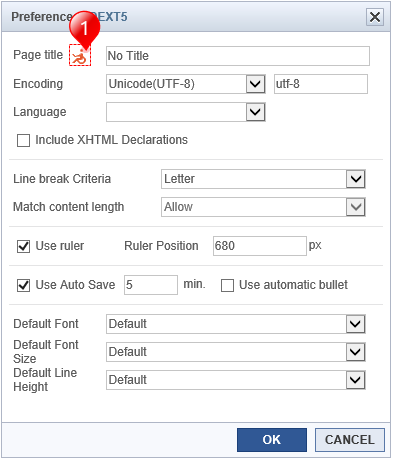 Preference DEXT5
1
Page title No Title
Encoding Unicode(UTF-8) utf-8
Language
Include XHTML Declarations
Line break Criteria Letter
Match content length Allow
Use ruler Ruler Position 680 px
Use Auto Save 5 min. Use automatic bullet
Default Font Default
Default Font
Size Default
Default Line
Height Default
OK CANCEL